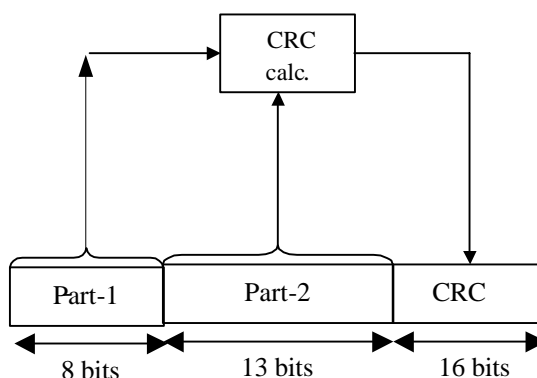 CRC
calc.
Part-1
Part-2
CRC
8 bits
13 bits
16 bits